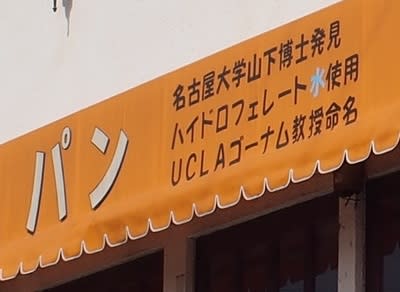 パン
名古屋大学山下博士発見
ハイドロフェレート水使用
UCLAゴーナム教授命名